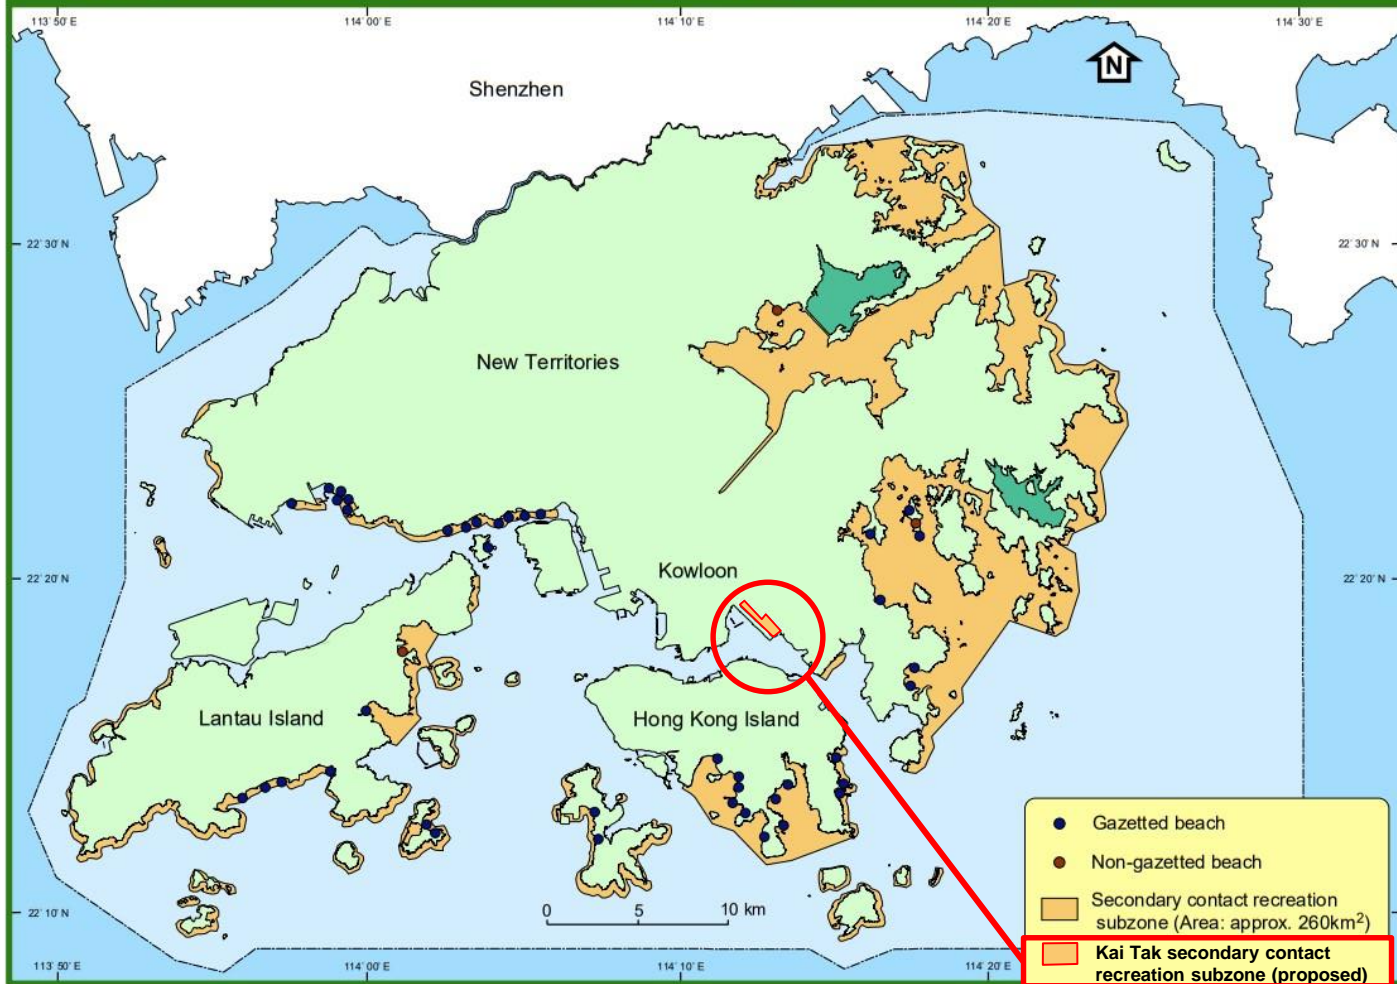 113˚ 50' E
114˚ 00' E
114˚ 10' E
114˚ 20' E
114˚ 30' E
N
Shenzhen
22˚ 30' N
22˚ 30' N
New Territories
Kowloon
22˚ 20' N
22˚ 20' N
Lantau Island
Hong Kong Island
Gazetted beach
Non-gazetted beach
Secondary contact recreation
subzone (Area: approx. 260km²)
Kai Tak secondary contact
recreation subzone (proposed)
22˚ 10' N
22˚ 10' N
0 5 10 km
113˚ 50' E
114˚ 00' E
114˚ 10' E
114˚ 20' E